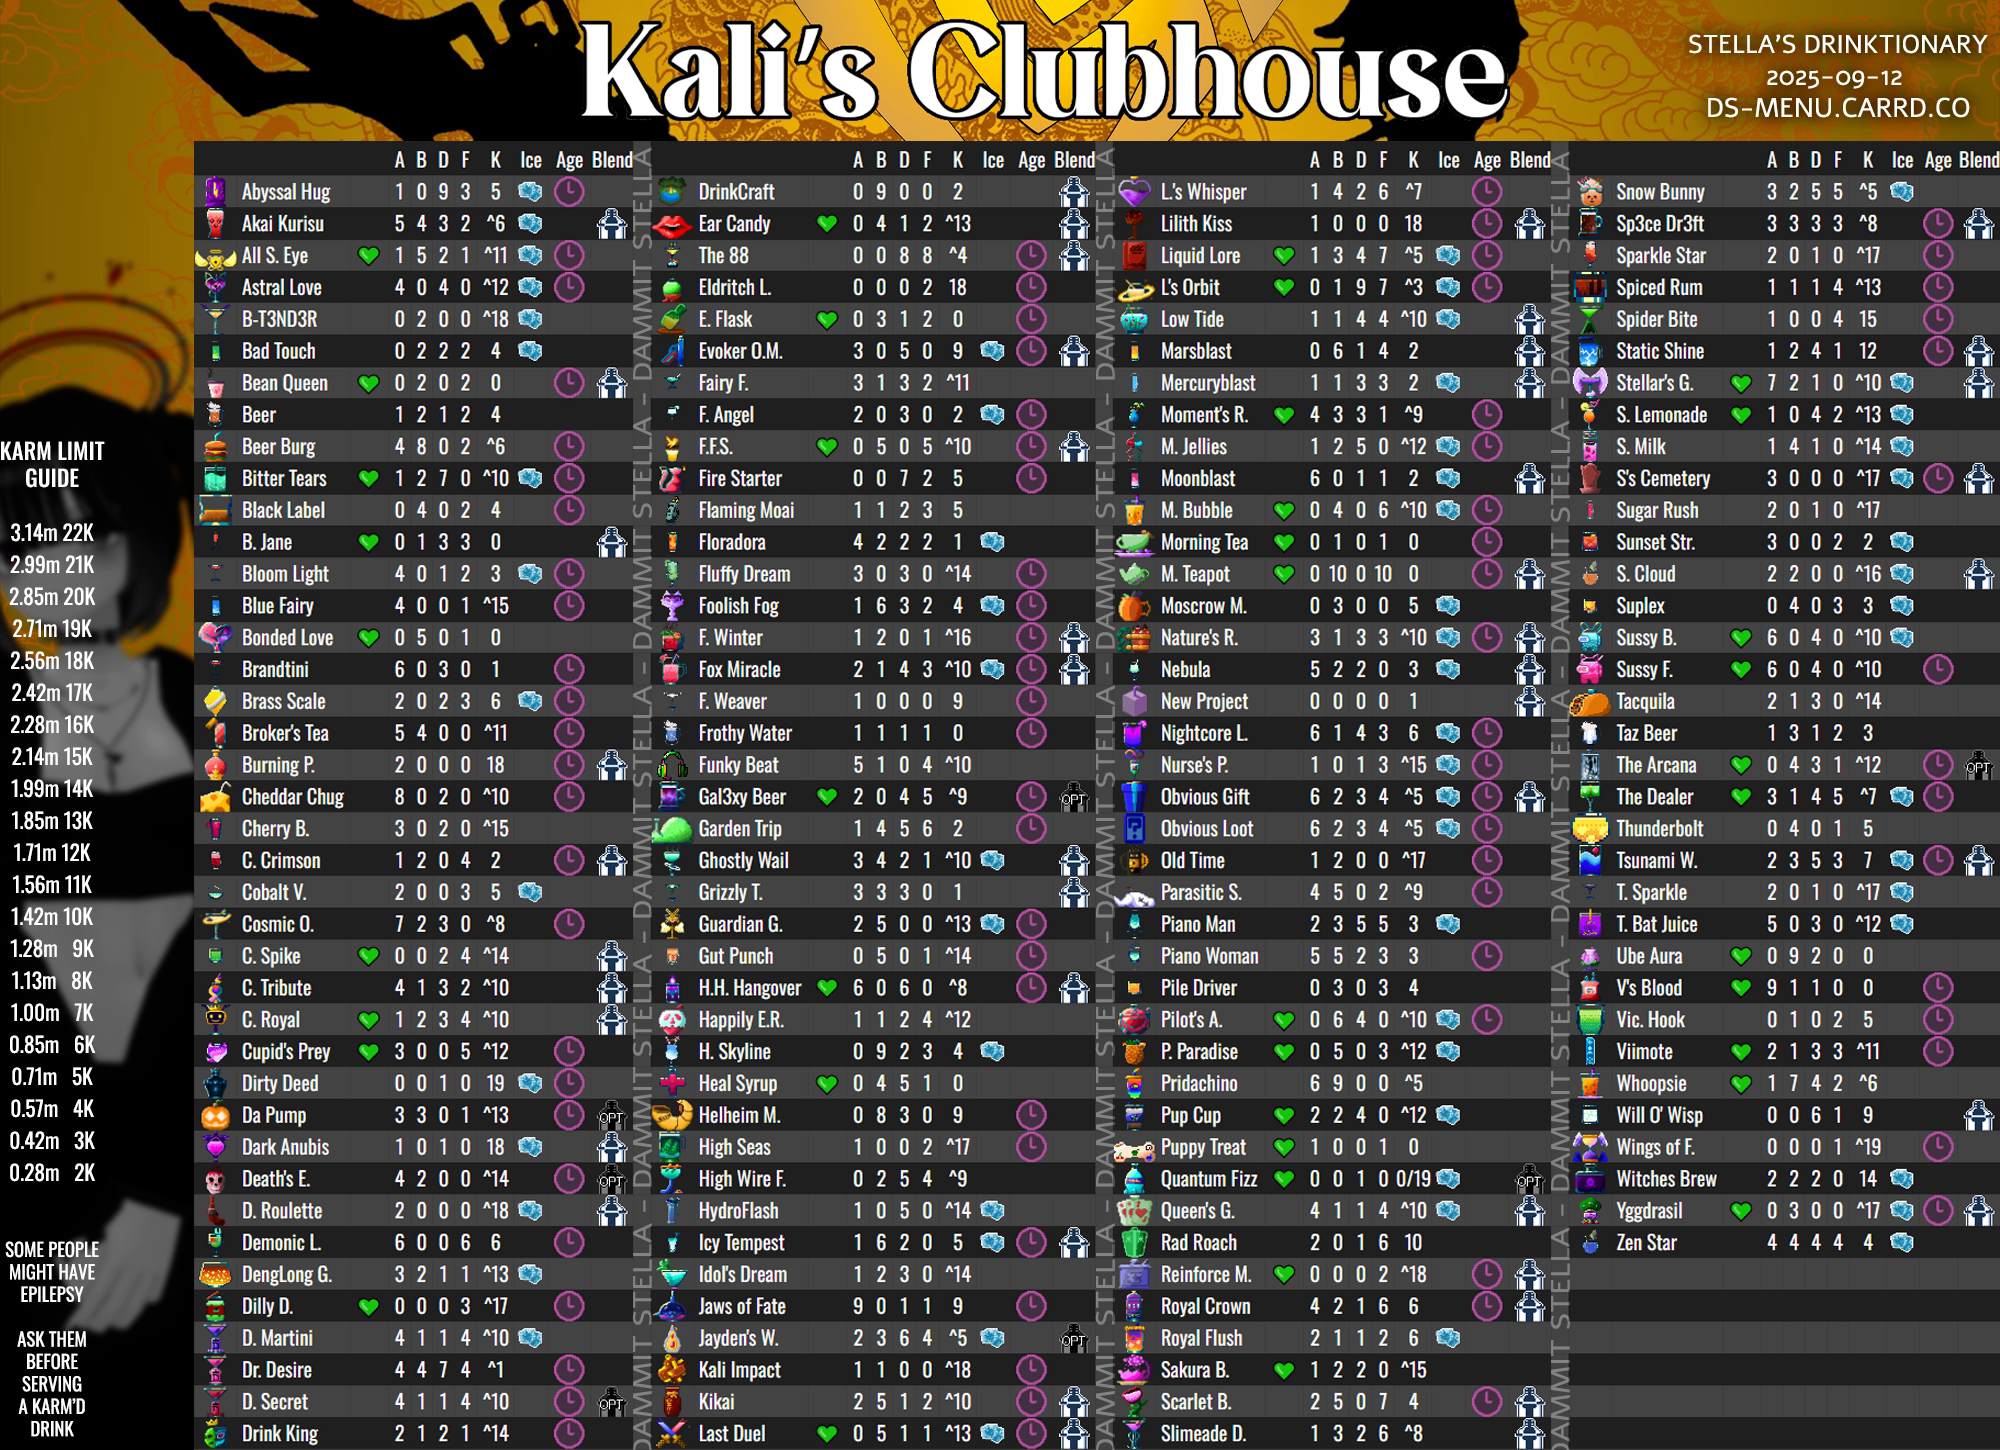 Kali's Clubhouse
STELLA'S DRINKTIONARY
2025-09-12
DS-MENU.CARRD.CO
KARM LIMIT
GUIDE
3.14m 22K
2.99m 21K
2.85m 20K
2.71m 19K
2.56m 18K
2.42m 17K
2.28m 16K
2.14m 15K
1.99m 14K
1.85m 13K
1.71m 12K
1.56m 11K
1.42m 10K
1.28m 9K
1.13m 8K
1.00m 7K
0.85m 6K
0.71m 5K
0.57m 4K
0.42m 3K
0.28m 2K
SOME PEOPLE
MIGHT HAVE
EPILEPSY
ASK THEM
BEFORE
SERVING
A KARM'D
DRINK
A B D F K Ice Age Blend
Abyssal Hug 1 0 9 3 5
Akai Kurisu 5 4 3 2 ^6
All S. Eye 1 5 2 1 ^11
Astral Love 4 0 4 0 ^12
B-T3ND3R 0 2 0 0 ^18
Bad Touch 0 2 2 2 4
Bean Queen 0 2 0 2 0
Beer 1 2 1 2 4
Beer Burg 4 8 0 2 ^6
Bitter Tears 1 2 7 0 ^10
Black Label 0 4 0 2 4
B. Jane 0 1 3 3 0
Bloom Light 4 0 1 2 3
Blue Fairy 4 0 0 1 ^15
Bonded Love 0 5 0 1 0
Brandtini 6 0 3 0 1
Brass Scale 2 0 2 3 6
Broker's Tea 5 4 0 0 ^11
Burning P. 2 0 0 0 18
Cheddar Chug 8 0 2 0 ^10
Cherry B. 3 0 2 0 ^15
C. Crimson 1 2 0 4 2
Cobalt V. 2 0 0 3 5
Cosmic O. 7 2 3 0 ^8
C. Spike 0 0 2 4 ^14
C. Tribute 4 1 3 2 ^10
C. Royal 1 2 3 4 ^10
Cupid's Prey 3 0 0 5 ^12
Dirty Deed 0 0 1 0 19
Da Pump 3 3 0 1 ^13 OPT
Dark Anubis 1 0 1 0 18
Death's E. 4 2 0 0 ^14 OPT
D. Roulette 2 0 0 0 ^18
Demonic L. 6 0 0 6 6
DengLong G. 3 2 1 1 ^13
Dilly D. 0 0 0 3 ^17
D. Martini 4 1 1 4 ^10
Dr. Desire 4 4 7 4 ^1
D. Secret 4 1 1 4 ^10 OPT
Drink King 2 1 2 1 ^14
DAMMIT STELLA - DAMMIT STELLA - DAMMIT STELLA - DAMMIT STELLA
A B D F K Ice Age Blend
DrinkCraft 0 9 0 0 2
Ear Candy 0 4 1 2 ^13
The 88 0 0 8 8 ^4
Eldritch L. 0 0 0 2 18
E. Flask 0 3 1 2 0
Evoker O.M. 3 0 5 0 9
Fairy F. 3 1 3 2 ^11
F. Angel 2 0 3 0 2
F.F.S. 0 5 0 5 ^10
Fire Starter 0 0 7 2 5
Flaming Moai 1 1 2 3 5
Floradora 4 2 2 2 1
Fluffy Dream 3 0 3 0 ^14
Foolish Fog 1 6 3 2 4
F. Winter 1 2 0 1 ^16
Fox Miracle 2 1 4 3 ^10
F. Weaver 1 0 0 0 9
Frothy Water 1 1 1 1 0
Funky Beat 5 1 0 4 ^10
Gal3xy Beer 2 0 4 5 ^9 OPT
Garden Trip 1 4 5 6 2
Ghostly Wail 3 4 2 1 ^10
Grizzly T. 3 3 3 0 1
Guardian G. 2 5 0 0 ^13
Gut Punch 0 5 0 1 ^14
H.H. Hangover 6 0 6 0 ^8
Happily E.R. 1 1 2 4 ^12
H. Skyline 0 9 2 3 4
Heal Syrup 0 4 5 1 0
Helheim M. 0 8 3 0 9
High Seas 1 0 0 2 ^17
High Wire F. 0 2 5 4 ^9
HydroFlash 1 0 5 0 ^14
Icy Tempest 1 6 2 0 5
Idol's Dream 1 2 3 0 ^14
Jaws of Fate 9 0 1 1 9
Jayden's W. 2 3 6 4 ^5 OPT
Kali Impact 1 1 0 0 ^18
Kikai 2 5 1 2 ^10
Last Duel 0 5 1 1 ^13
DAMMIT STELLA - DAMMIT STELLA - DAMMIT STELLA - DAMMIT STELLA
A B D F K Ice Age Blend
L.'s Whisper 1 4 2 6 ^7
Lilith Kiss 1 0 0 0 18
Liquid Lore 1 3 4 7 ^5
L's Orbit 0 1 9 7 ^3
Low Tide 1 1 4 4 ^10
Marsblast 0 6 1 4 2
Mercuryblast 1 1 3 3 2
Moment's R. 4 3 3 1 ^9
M. Jellies 1 2 5 0 ^12
Moonblast 6 0 1 1 2
M. Bubble 0 4 0 6 ^10
Morning Tea 0 1 0 1 0
M. Teapot 0 10 0 10 0
Moscrow M. 0 3 0 0 5
Nature's R. 3 1 3 3 ^10
Nebula 5 2 2 0 3
New Project 0 0 0 0 1
Nightcore L. 6 1 4 3 6
Nurse's P. 1 0 1 3 ^15
Obvious Gift 6 2 3 4 ^5
Obvious Loot 6 2 3 4 ^5
Old Time 1 2 0 0 ^17
Parasitic S. 4 5 0 2 ^9
Piano Man 2 3 5 5 3
Piano Woman 5 5 2 3 3
Pile Driver 0 3 0 3 4
Pilot's A. 0 6 4 0 ^10
P. Paradise 0 5 0 3 ^12
Pridachino 6 9 0 0 ^5
Pup Cup 2 2 4 0 ^12
Puppy Treat 1 0 0 1 0
Quantum Fizz 0 0 1 0 0/19 OPT
Queen's G. 4 1 1 4 ^10
Rad Roach 2 0 1 6 10
Reinforce M. 0 0 0 2 ^18
Royal Crown 4 2 1 6 6
Royal Flush 2 1 1 2 6
Sakura B. 1 2 2 0 ^15
Scarlet B. 2 5 0 7 4
Slimeade D. 1 3 2 6 ^8
DAMMIT STELLA - DAMMIT STELLA - DAMMIT STELLA - DAMMIT STELLA
A B D F K Ice Age Blend
Snow Bunny 3 2 5 5 ^5
Sp3ce Dr3ft 3 3 3 3 ^8
Sparkle Star 2 0 1 0 ^17
Spiced Rum 1 1 1 4 ^13
Spider Bite 1 0 0 4 15
Static Shine 1 2 4 1 12
Stellar's G. 7 2 1 0 ^10
S. Lemonade 1 0 4 2 ^13
S. Milk 1 4 1 0 ^14
S's Cemetery 3 0 0 0 ^17
Sugar Rush 2 0 1 0 ^17
Sunset Str. 3 0 0 2 2
S. Cloud 2 2 0 0 ^16
Suplex 0 4 0 3 3
Sussy B. 6 0 4 0 ^10
Sussy F. 6 0 4 0 ^10
Tacquila 2 1 3 0 ^14
Taz Beer 1 3 1 2 3
The Arcana 0 4 3 1 ^12 OPT
The Dealer 3 1 4 5 ^7
Thunderbolt 0 4 0 1 5
Tsunami W. 2 3 5 3 7
T. Sparkle 2 0 1 0 ^17
T. Bat Juice 5 0 3 0 ^12
Ube Aura 0 9 2 0 0
V's Blood 9 1 1 0 0
Vic. Hook 0 1 0 2 5
Viimote 2 1 3 3 ^11
Whoopsie 1 7 4 2 ^6
Will O' Wisp 0 0 6 1 9
Wings of F. 0 0 0 1 ^19
Witches Brew 2 2 2 0 14
Yggdrasil 0 3 0 0 ^17
Zen Star 4 4 4 4 4